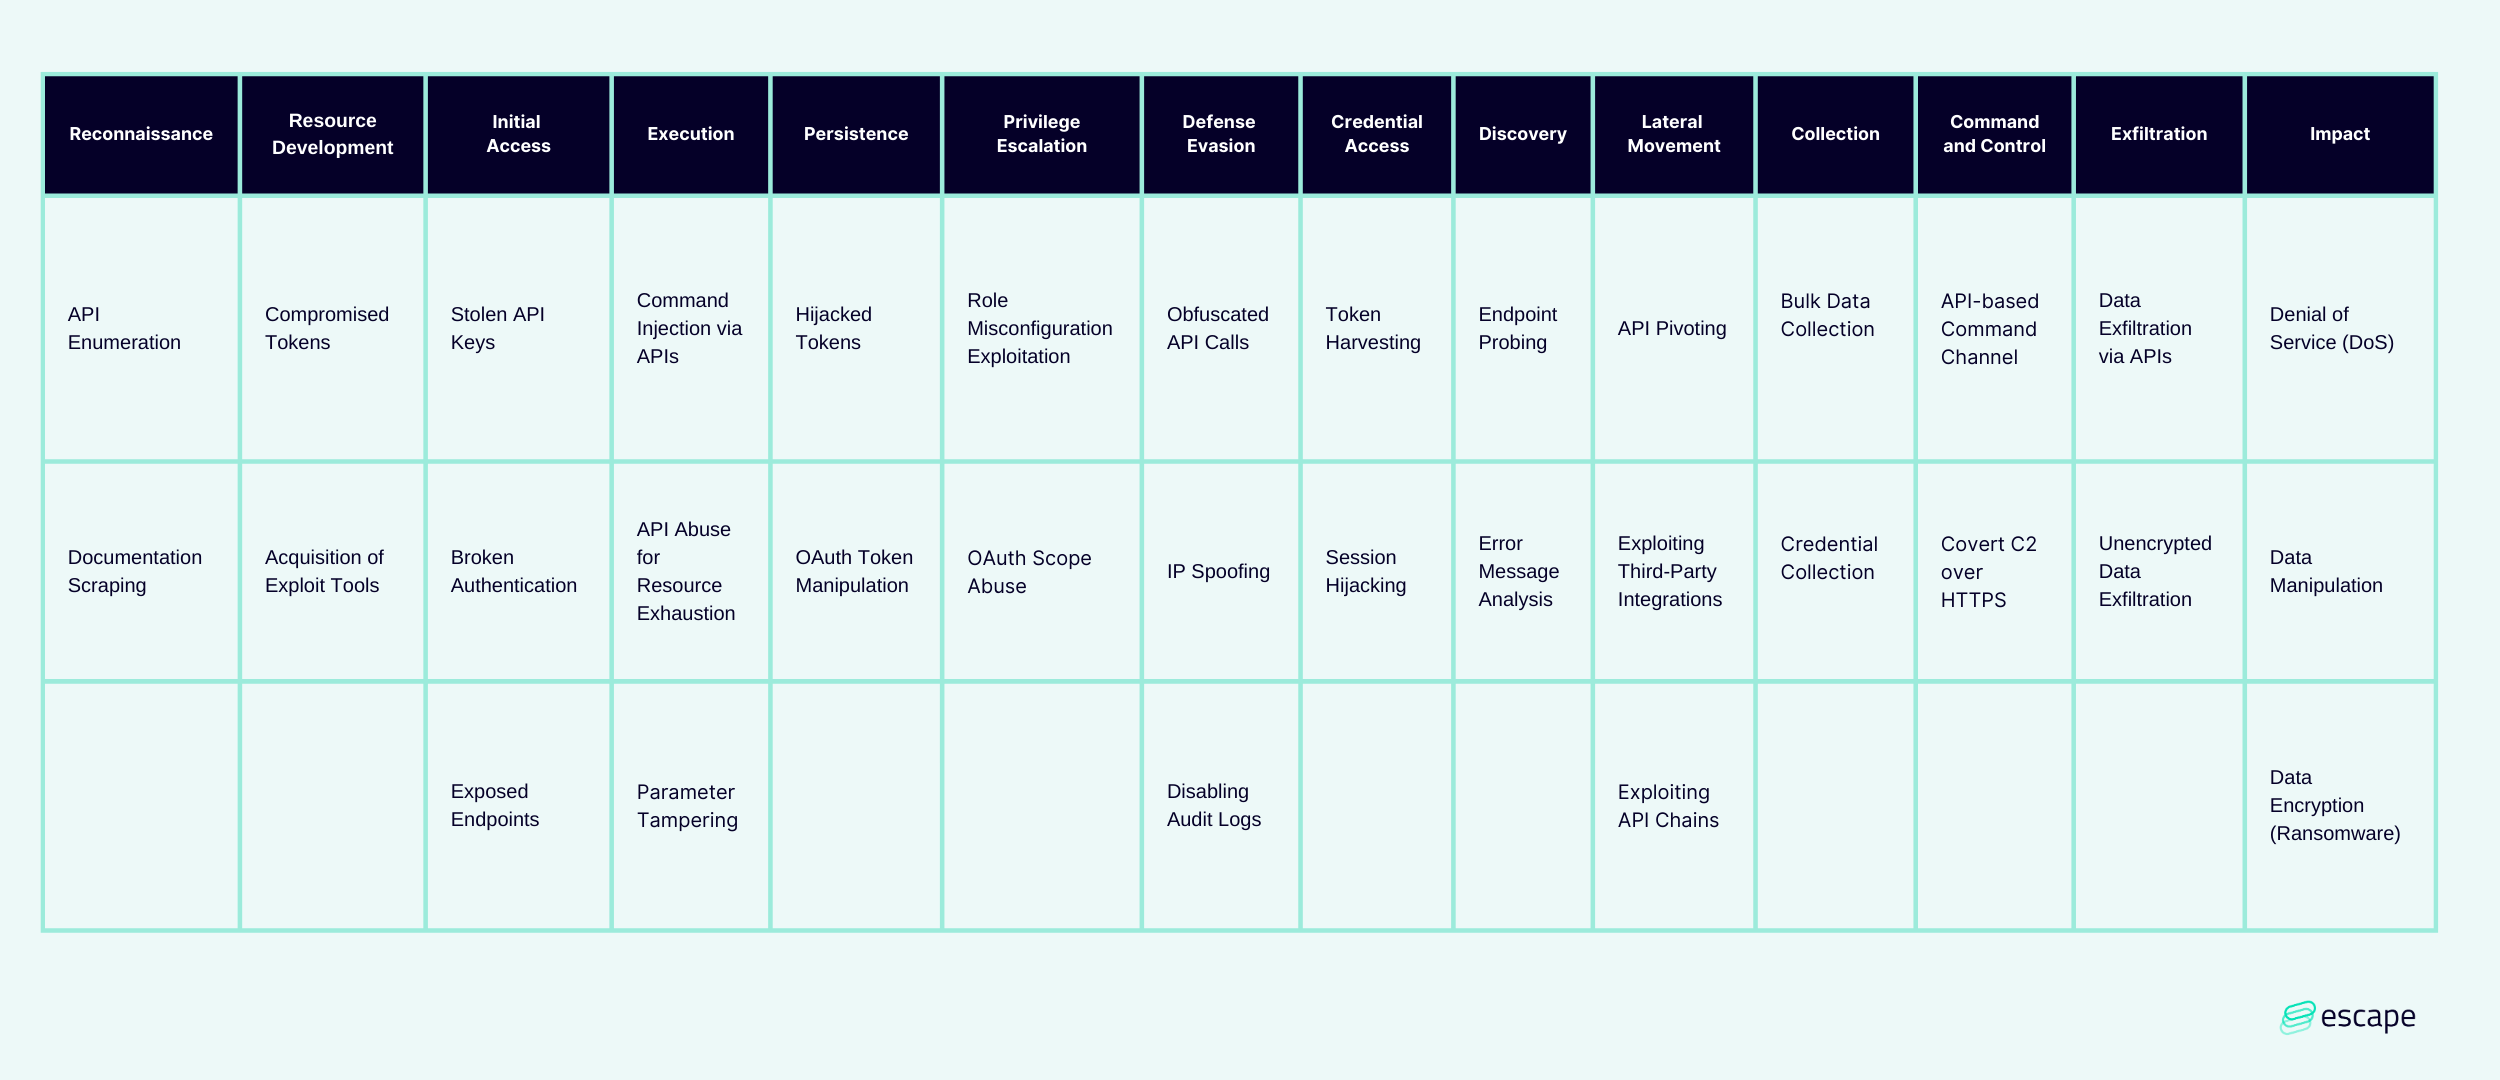 Reconnaissance
Resource
Development
Initial
Access
Execution
Persistence
Privilege
Escalation
Defense
Evasion
Credential
Access
Discovery
Lateral
Movement
Collection
Command
and Control
Exfiltration
Impact
API
Enumeration
Compromised
Tokens
Stolen API
Keys
Command
Injection via
APIs
Hijacked
Tokens
Role
Misconfiguration
Exploitation
Obfuscated
API Calls
Token
Harvesting
Endpoint
Probing
API Pivoting
Bulk Data
Collection
API-based
Command
Channel
Data
Exfiltration
via APIs
Denial of
Service (DoS)
Documentation
Scraping
Acquisition of
Exploit Tools
Broken
Authentication
API Abuse
for
Resource
Exhaustion
OAuth Token
Manipulation
OAuth Scope
Abuse
IP Spoofing
Session
Hijacking
Error
Message
Analysis
Exploiting
Third-Party
Integrations
Credential
Collection
Covert C2
over
HTTPS
Unencrypted
Data
Exfiltration
Data
Manipulation
Exposed
Endpoints
Parameter
Tampering
Disabling
Audit Logs
Exploiting
API Chains
Data
Encryption
(Ransomware)
escape